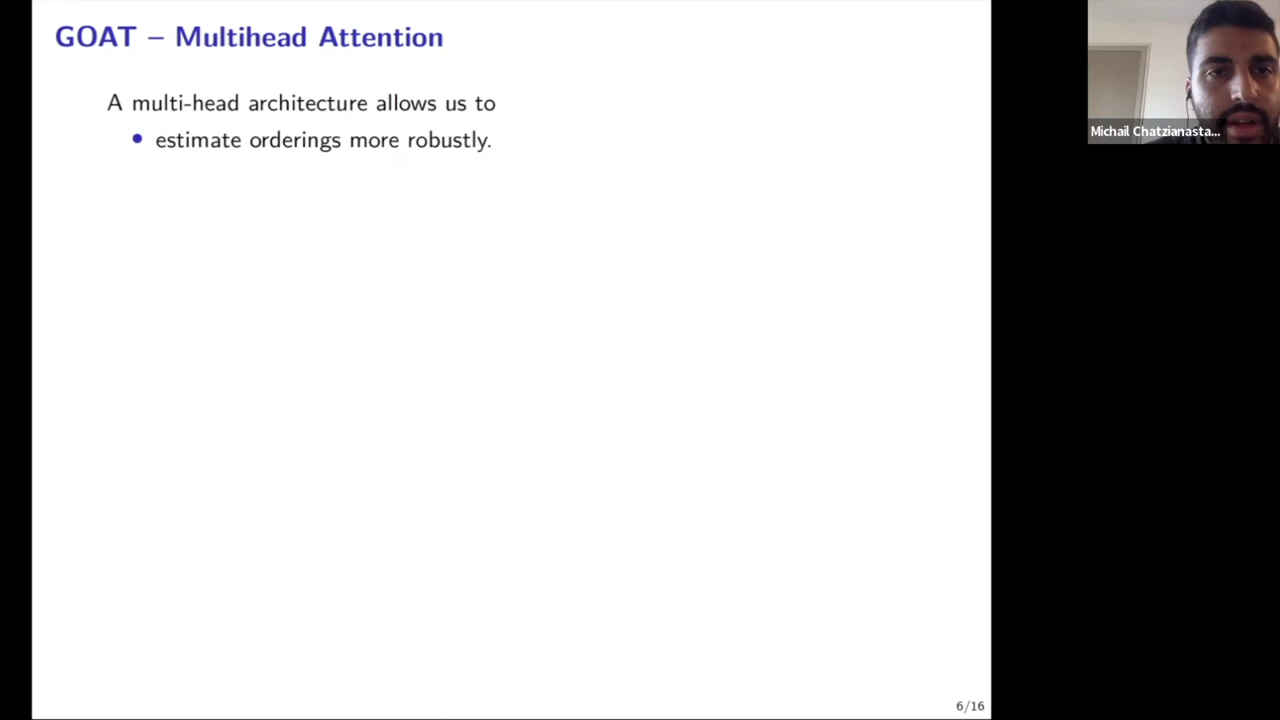 GOAT – Multihead Attention
A multi-head architecture allows us to
• estimate orderings more robustly.
Michail Chatzianasta...
6/16